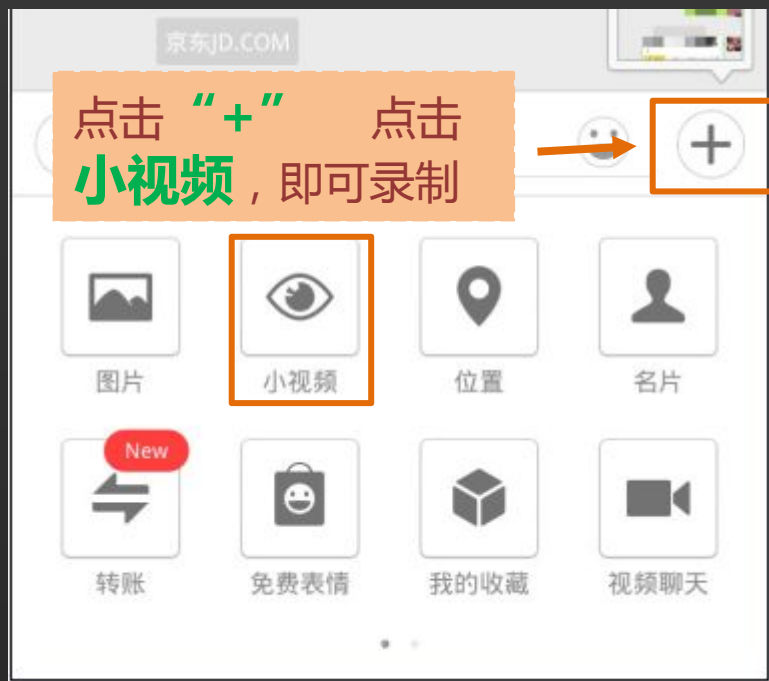 京东JD.COM
点击“+” 点击
小视频，即可录制
图片 小视频 位置 名片
New
转账 免费表情 我的收藏 视频聊天